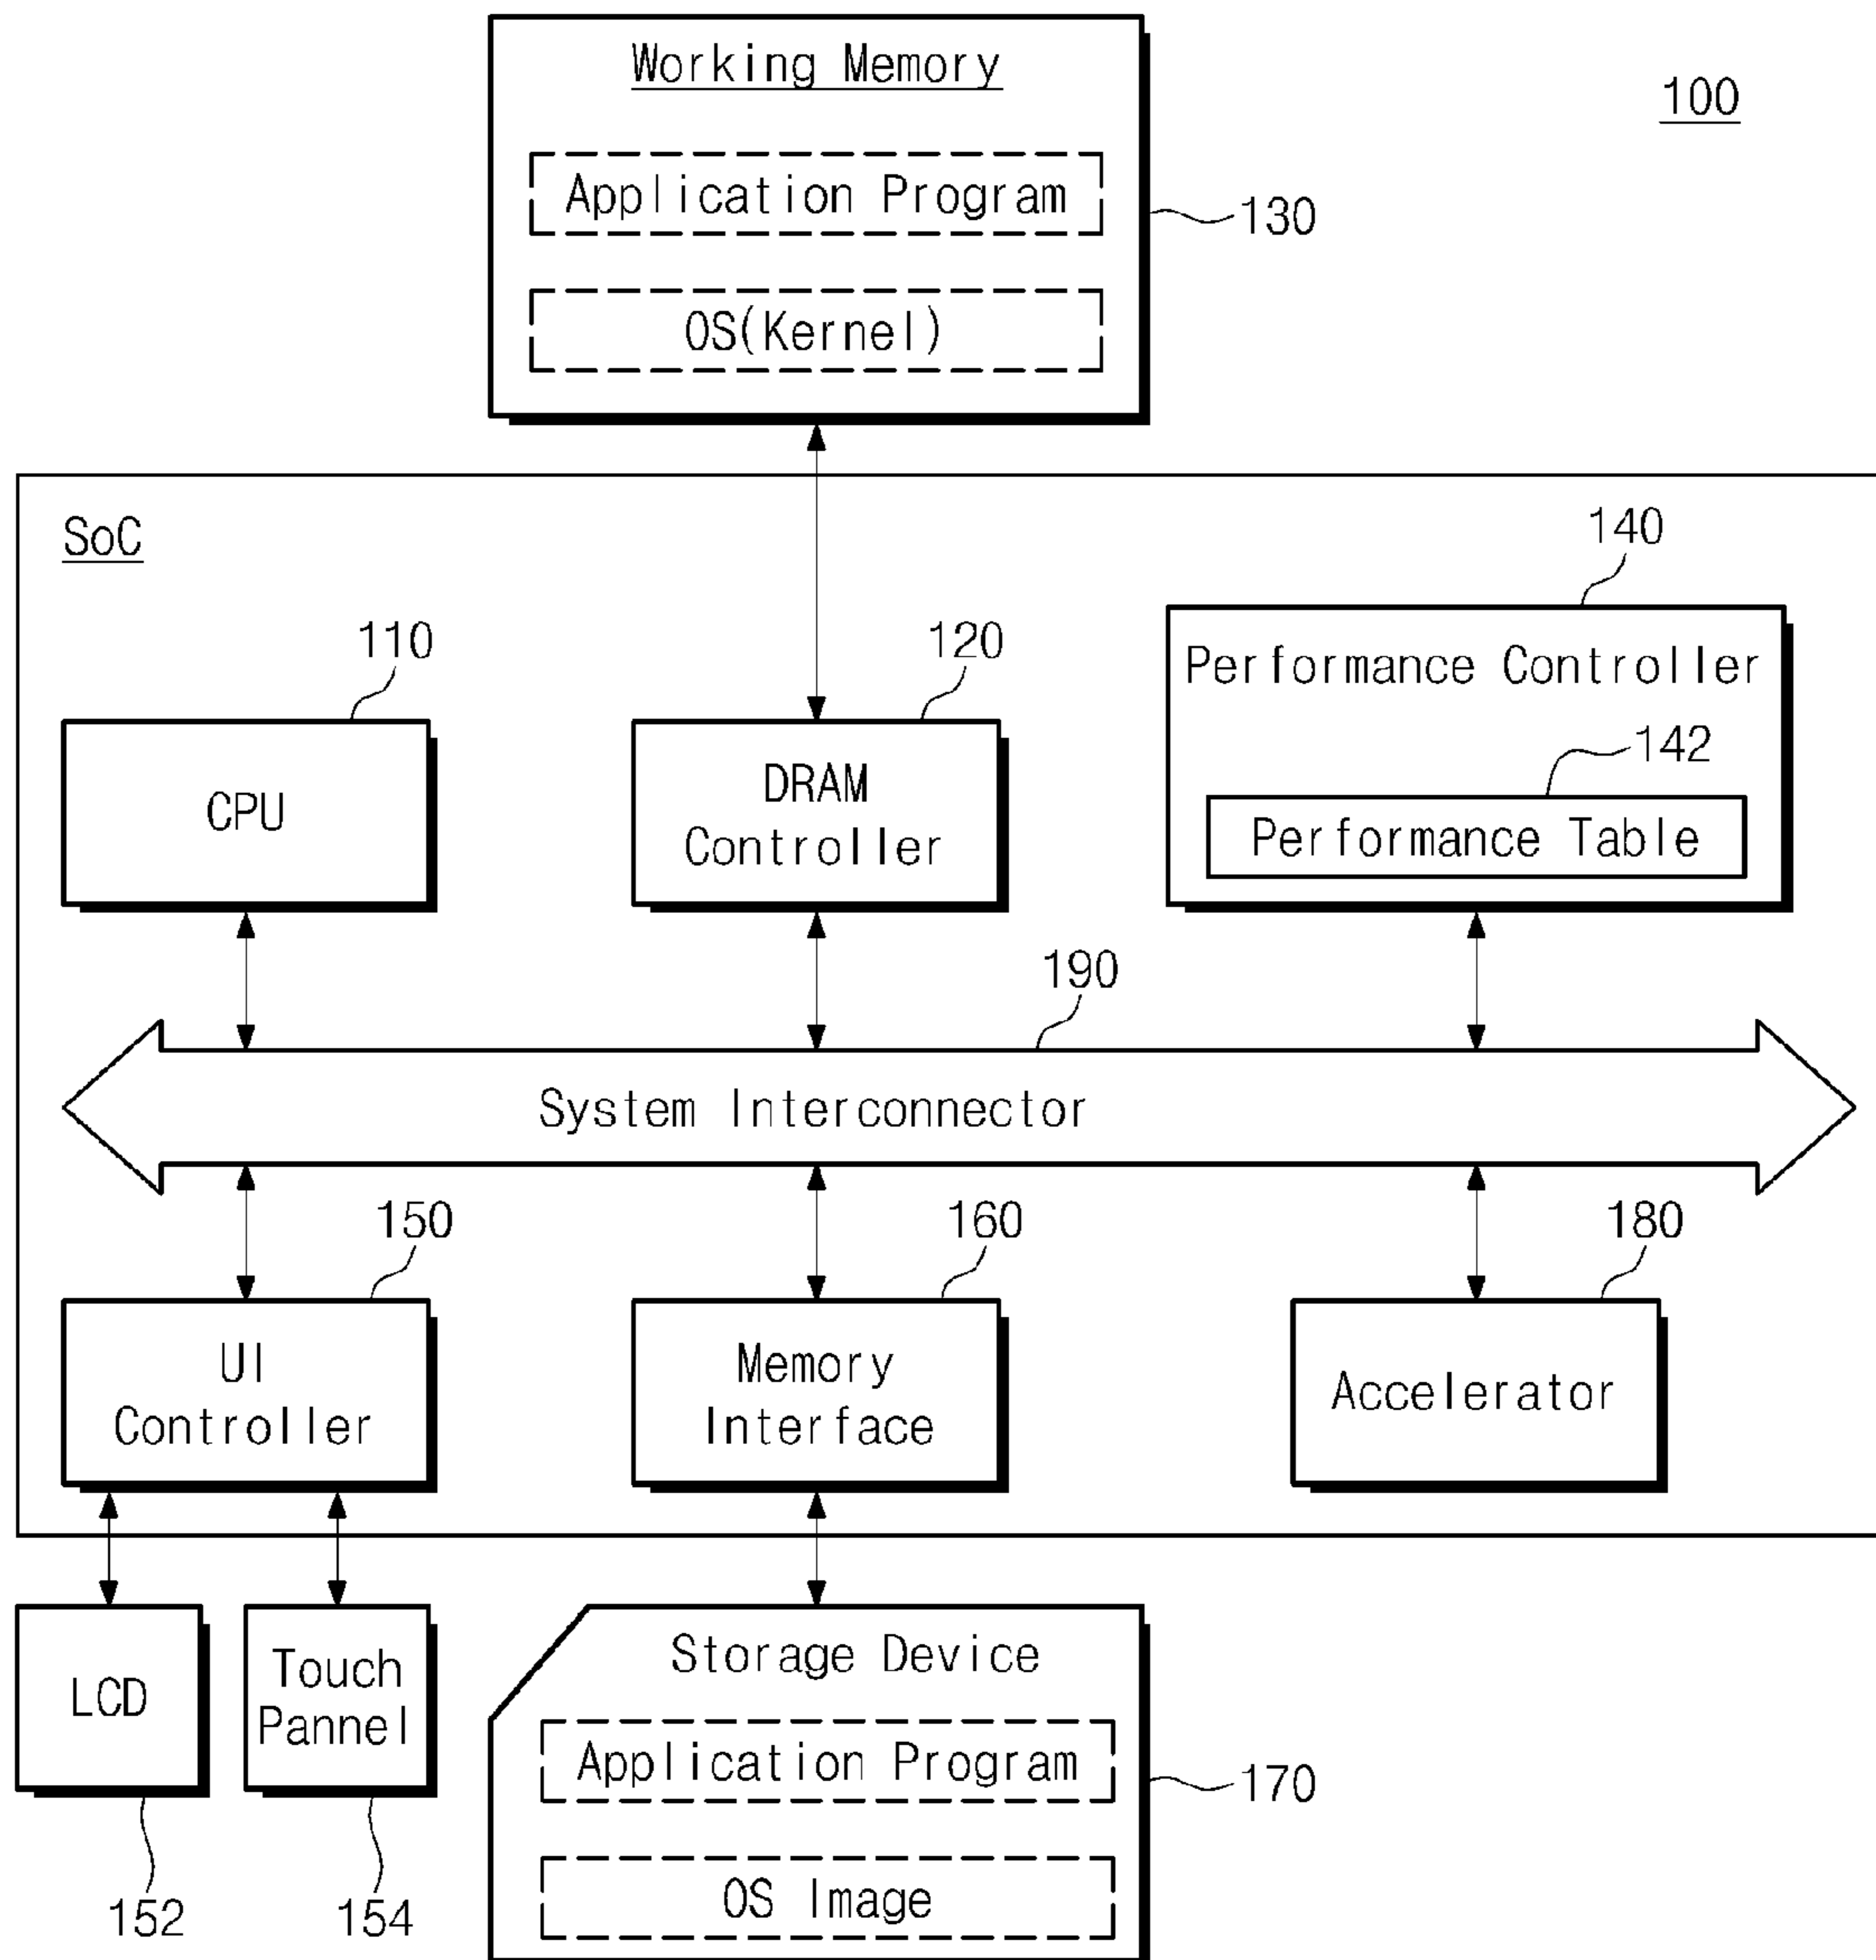 Working Memory
100
Application Program
130
OS(Kernel)
SoC
140
110
120
Performance Controller
142
CPU
DRAM
Controller
Performance Table
190
System Interconnector
150
160
180
UI
Controller
Memory
Interface
Accelerator
LCD
Touch
Pannel
Storage Device
Application Program
170
OS Image
152
154